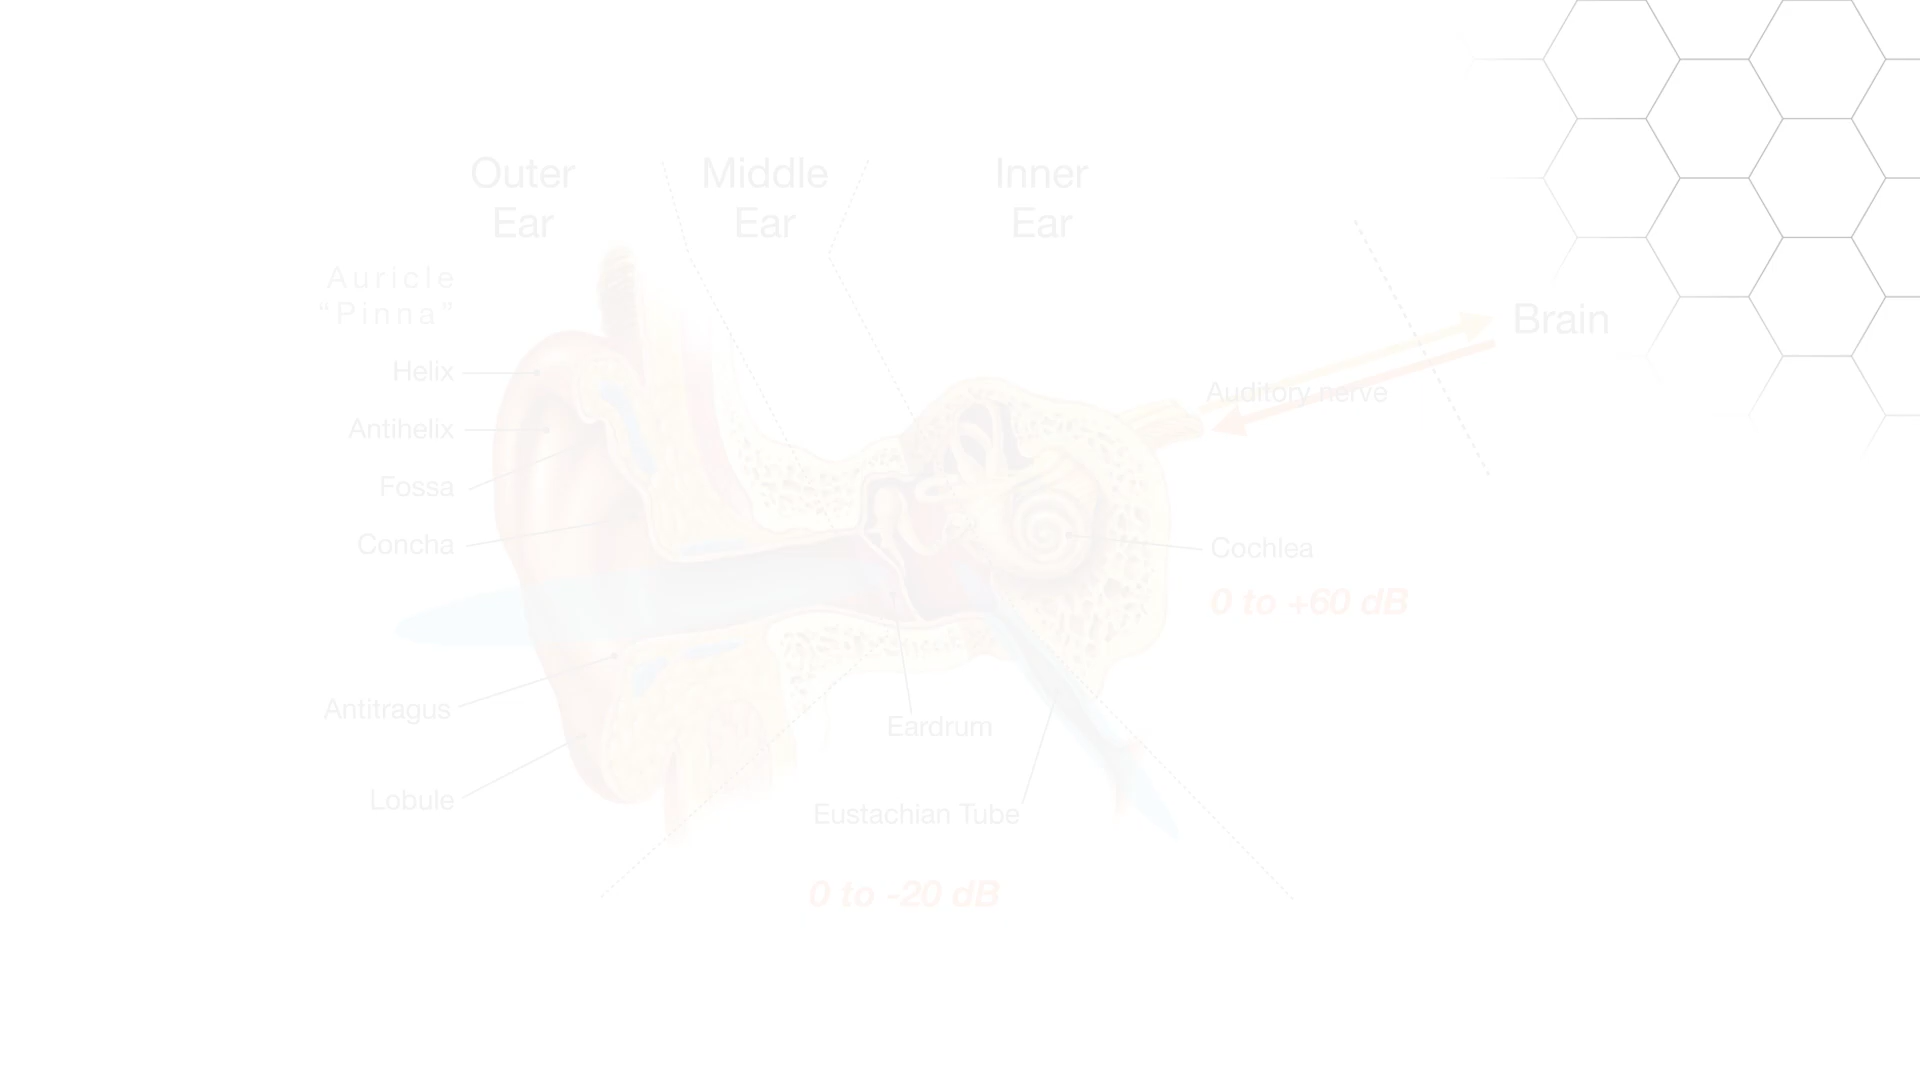 Outer
Ear
Middle
Ear
Inner
Ear
Auricle
“Pinna”
Brain
Helix
Auditory nerve
Antihelix
Fossa
Concha
Cochlea
0 to +60 dB
Antitragus
Eardrum
Lobule
Eustachian Tube
0 to -20 dB